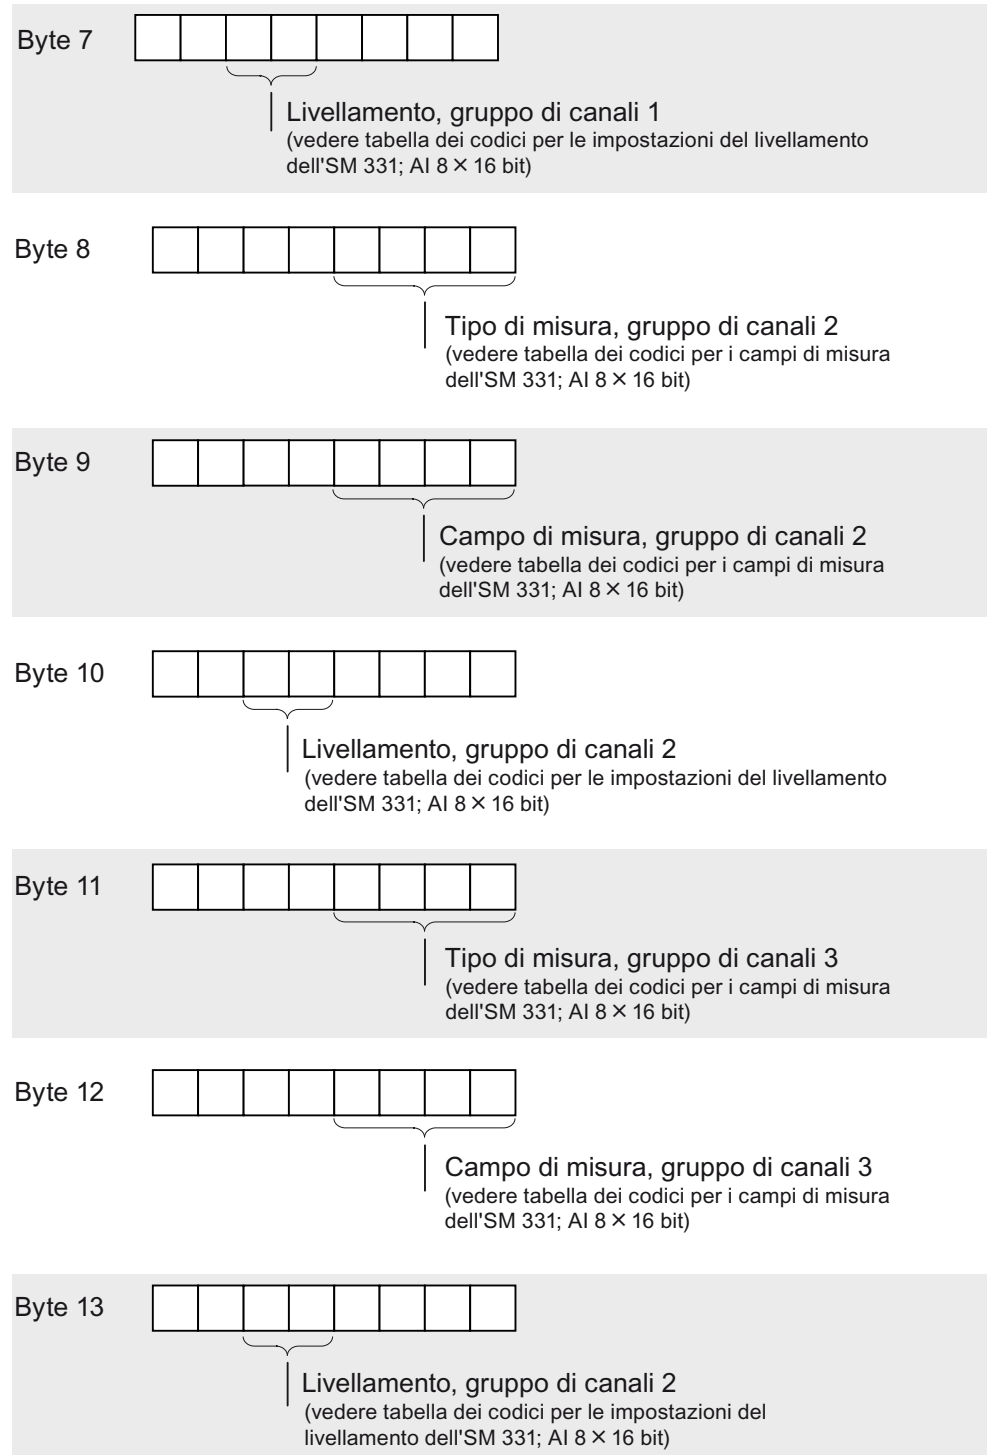 Byte 7
Livellamento, gruppo di canali 1
(vedere tabella dei codici per le impostazioni del livellamento
dell'SM 331; AI 8 × 16 bit)
Byte 8
Tipo di misura, gruppo di canali 2
(vedere tabella dei codici per i campi di misura
dell'SM 331; AI 8 × 16 bit)
Byte 9
Campo di misura, gruppo di canali 2
(vedere tabella dei codici per i campi di misura
dell'SM 331; AI 8 × 16 bit)
Byte 10
Livellamento, gruppo di canali 2
(vedere tabella dei codici per le impostazioni del livellamento
dell'SM 331; AI 8 × 16 bit)
Byte 11
Tipo di misura, gruppo di canali 3
(vedere tabella dei codici per i campi di misura
dell'SM 331; AI 8 × 16 bit)
Byte 12
Campo di misura, gruppo di canali 3
(vedere tabella dei codici per i campi di misura
dell'SM 331; AI 8 × 16 bit)
Byte 13
Livellamento, gruppo di canali 2
(vedere tabella dei codici per le impostazioni del
livellamento dell'SM 331; AI 8 × 16 bit)